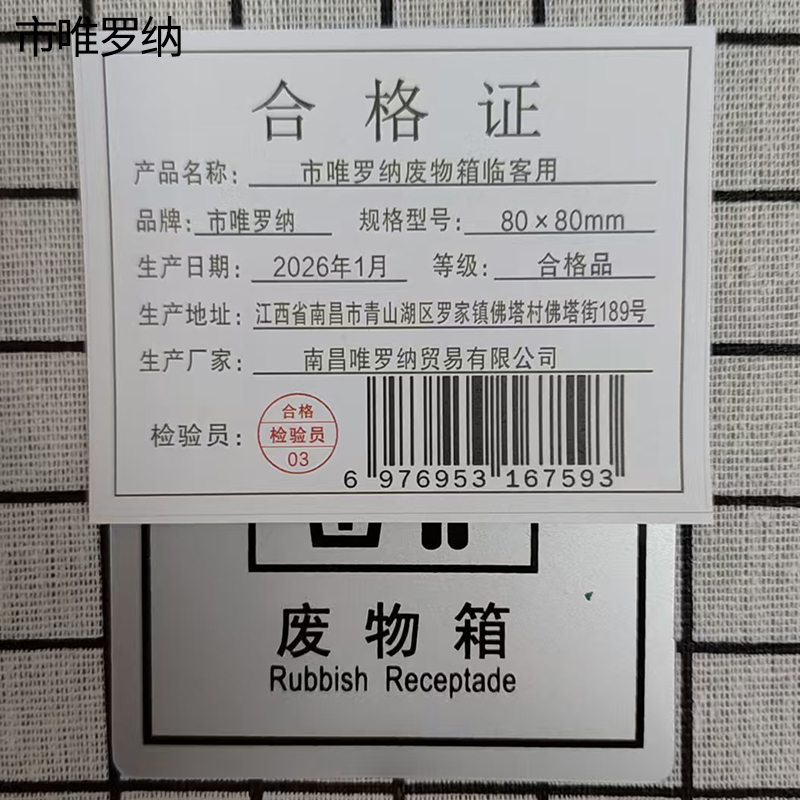 市唯罗纳
合格证
产品名称: 市唯罗纳废物箱临客用
品牌: 市唯罗纳 规格型号: 80×80mm
生产日期: 2026年1月 等级: 合格品
生产地址: 江西省南昌市青山湖区罗家镇佛塔村佛塔街189号
生产厂家: 南昌唯罗纳贸易有限公司
检验员:
合格
检验员
03
6 976953 167593
废物箱
Rubbish Receptade